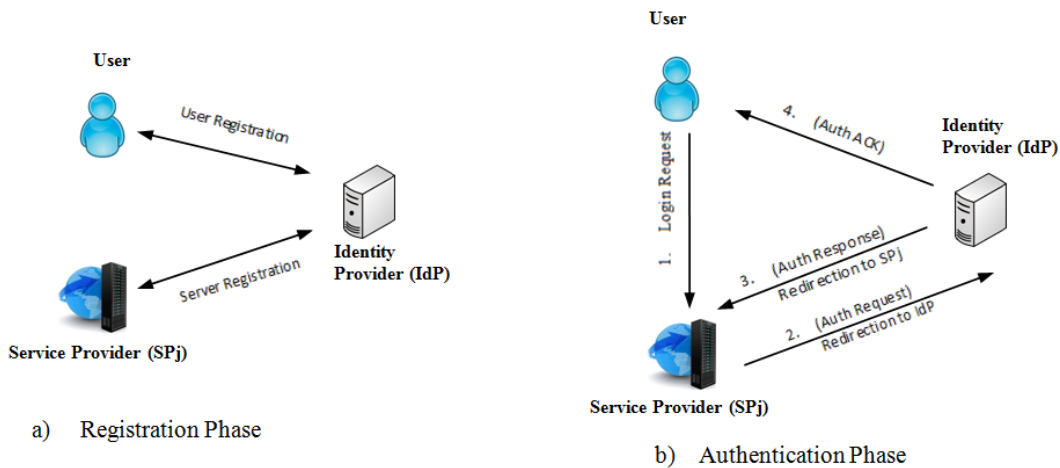 User
User Registration
Identity
Provider (IdP)
Server Registration
Service Provider (SPj)
a) Registration Phase
User
4. (Auth ACK)
Identity
Provider (IdP)
1. Login Request
3. (Auth Response)
Redirection to SPj
2. (Auth Request)
Redirection to IdP
Service Provider (SPj)
b) Authentication Phase